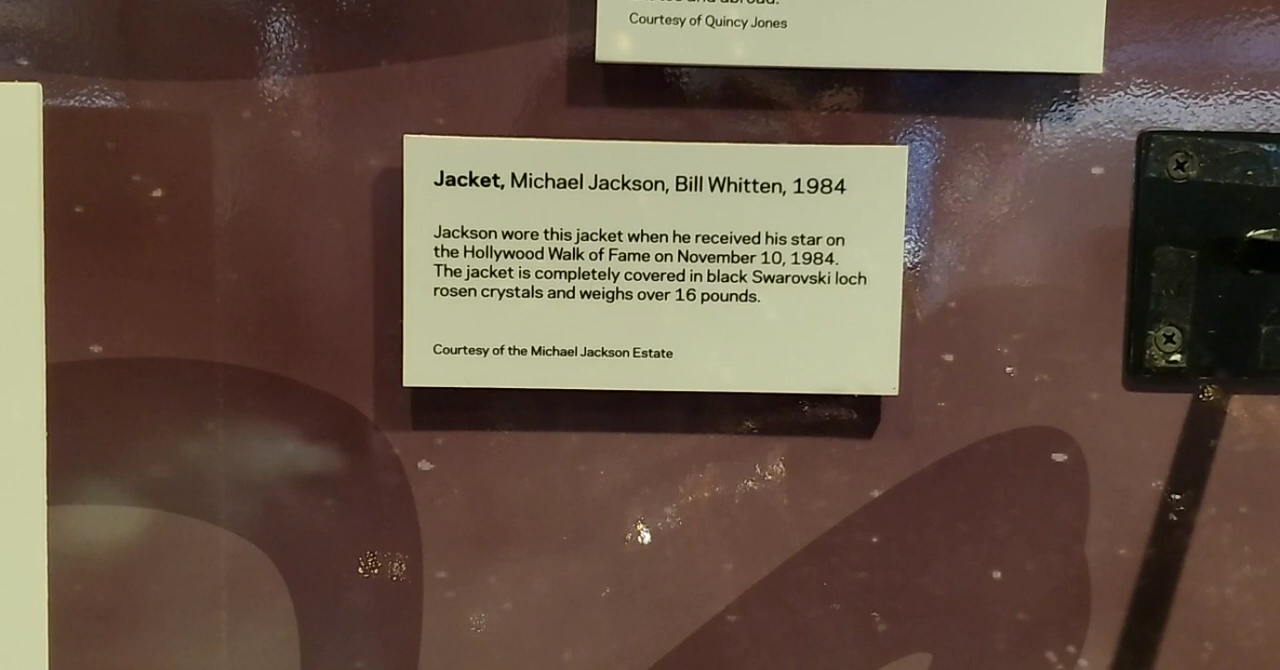 Courtesy of Quincy Jones
Jacket, Michael Jackson, Bill Whitten, 1984
Jackson wore this jacket when he received his star on
the Hollywood Walk of Fame on November 10, 1984.
The jacket is completely covered in black Swarovski loch
rosen crystals and weighs over 16 pounds.
Courtesy of the Michael Jackson Estate